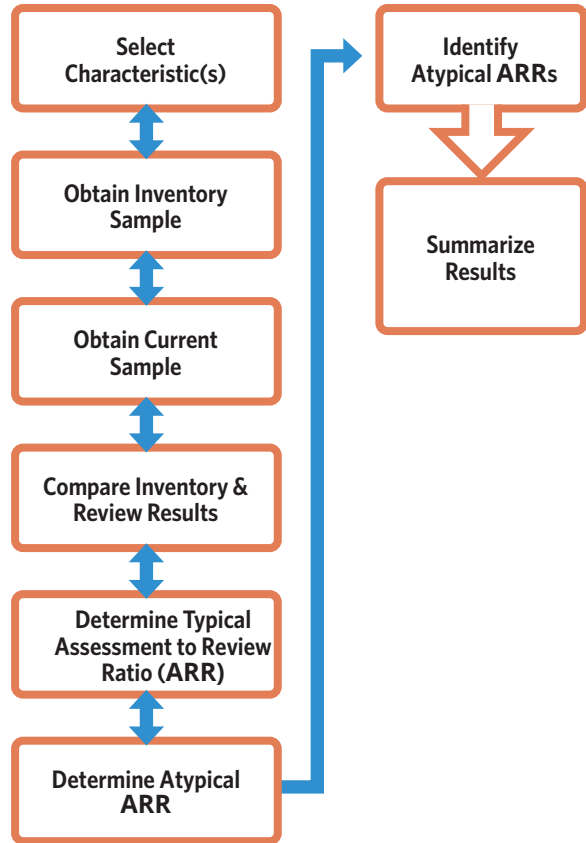 Select
Characteristic(s)
Obtain Inventory
Sample
Obtain Current
Sample
Compare Inventory &
Review Results
Determine Typical
Assessment to Review
Ratio (ARR)
Determine Atypical
ARR
Identify
Atypical ARRs
Summarize
Results